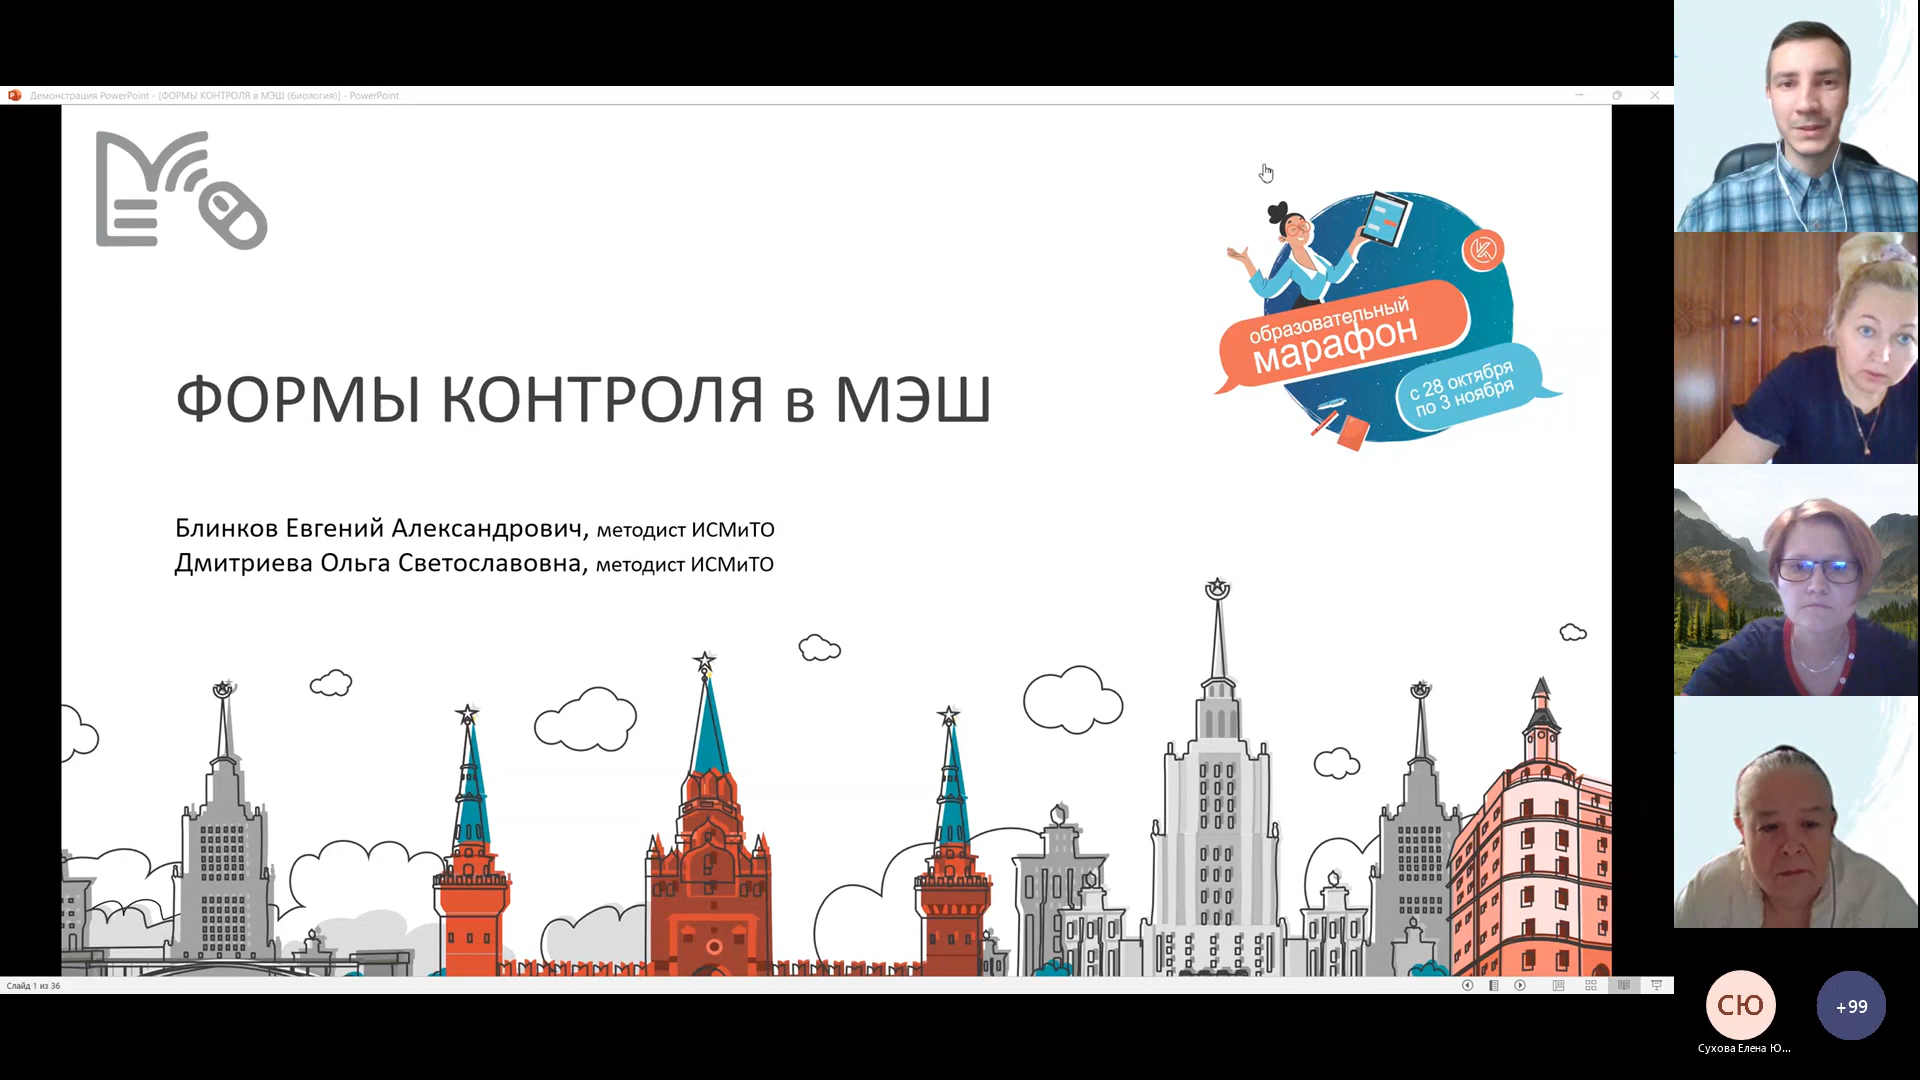 Демонстрация PowerPoint - [ФОРМЫ КОНТРОЛЯ в МЭШ (биология)] - PowerPoint
образовательный
марафон
с 28 октября
по 3 ноября
ФОРМЫ КОНТРОЛЯ в МЭШ
Блинков Евгений Александрович, методист ИСМиТО
Дмитриева Ольга Светославовна, методист ИСМиТО
Слайд 1 из 36
СЮ
+99
Сухова Елена Ю...